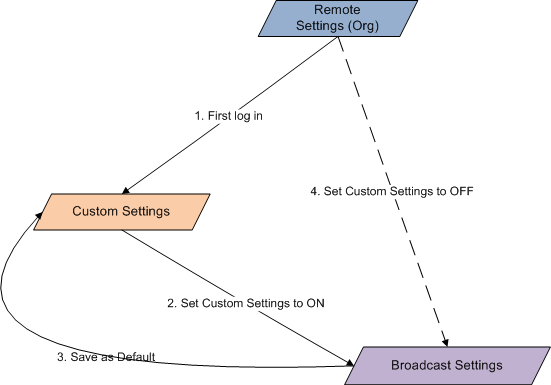 Remote
Settings (Org)
1. First log in
4. Set Custom Settings to OFF
Custom Settings
2. Set Custom Settings to ON
3. Save as Default
Broadcast Settings